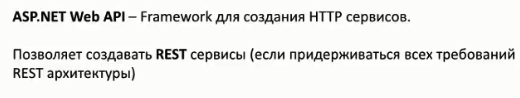 ASP.NET Web API – Framework для создания HTTP сервисов.
Позволяет создавать REST сервисы (если придерживаться всех требований
REST архитектуры)